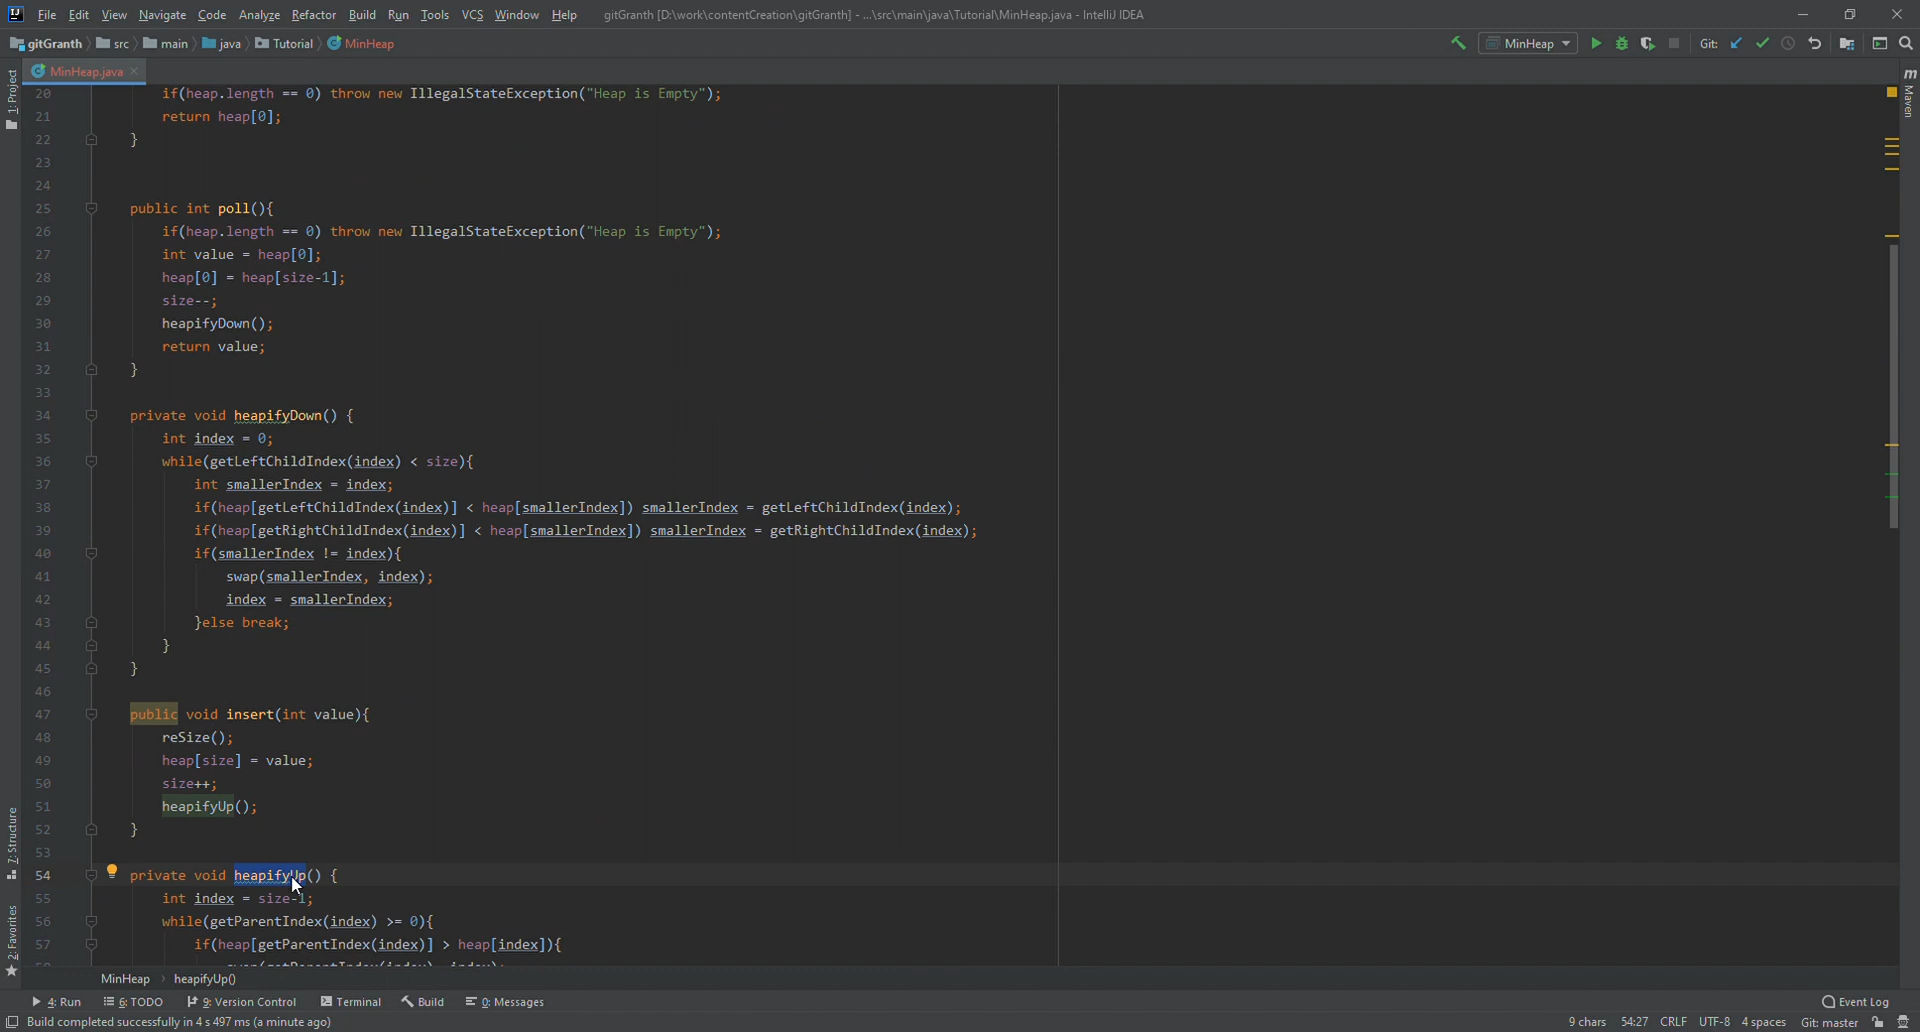 File Edit View Navigate Code Analyze Refactor Build Run Tools VCS Window Help gitGranth [D:\work\contentCreation\gitGranth] - ...\src\main\java\Tutorial\MinHeap.java - IntelliJ IDEA
gitGranth src main java Tutorial MinHeap MinHeap Git:
MinHeap.java
1: Project
Maven
20 if(heap.length == 0) throw new IllegalStateException("Heap is Empty");
21 return heap[0];
22 }
23
24
25 public int poll(){
26 if(heap.length == 0) throw new IllegalStateException("Heap is Empty");
27 int value = heap[0];
28 heap[0] = heap[size-1];
29 size--;
30 heapifyDown();
31 return value;
32 }
33
34 private void heapifyDown() {
35 int index = 0;
36 while(getLeftChildIndex(index) < size){
37 int smallerIndex = index;
38 if(heap[getLeftChildIndex(index)] < heap[smallerIndex]) smallerIndex = getLeftChildIndex(index);
39 if(heap[getRightChildIndex(index)] < heap[smallerIndex]) smallerIndex = getRightChildIndex(index);
40 if(smallerIndex != index){
41 swap(smallerIndex, index);
42 index = smallerIndex;
43 }else break;
44 }
45 }
46
47 public void insert(int value){
48 reSize();
49 heap[size] = value;
50 size++;
51 heapifyUp();
52 }
53
54 private void heapifyUp() {
55 int index = size-1;
56 while(getParentIndex(index) >= 0){
57 if(heap[getParentIndex(index)] > heap[index]){
7: Structure
2: Favorites
MinHeap heapifyUp()
4: Run 6: TODO 9: Version Control Terminal Build 0: Messages Event Log
Build completed successfully in 4 s 497 ms (a minute ago) 9 chars 54:27 CRLF UTF-8 4 spaces Git: master